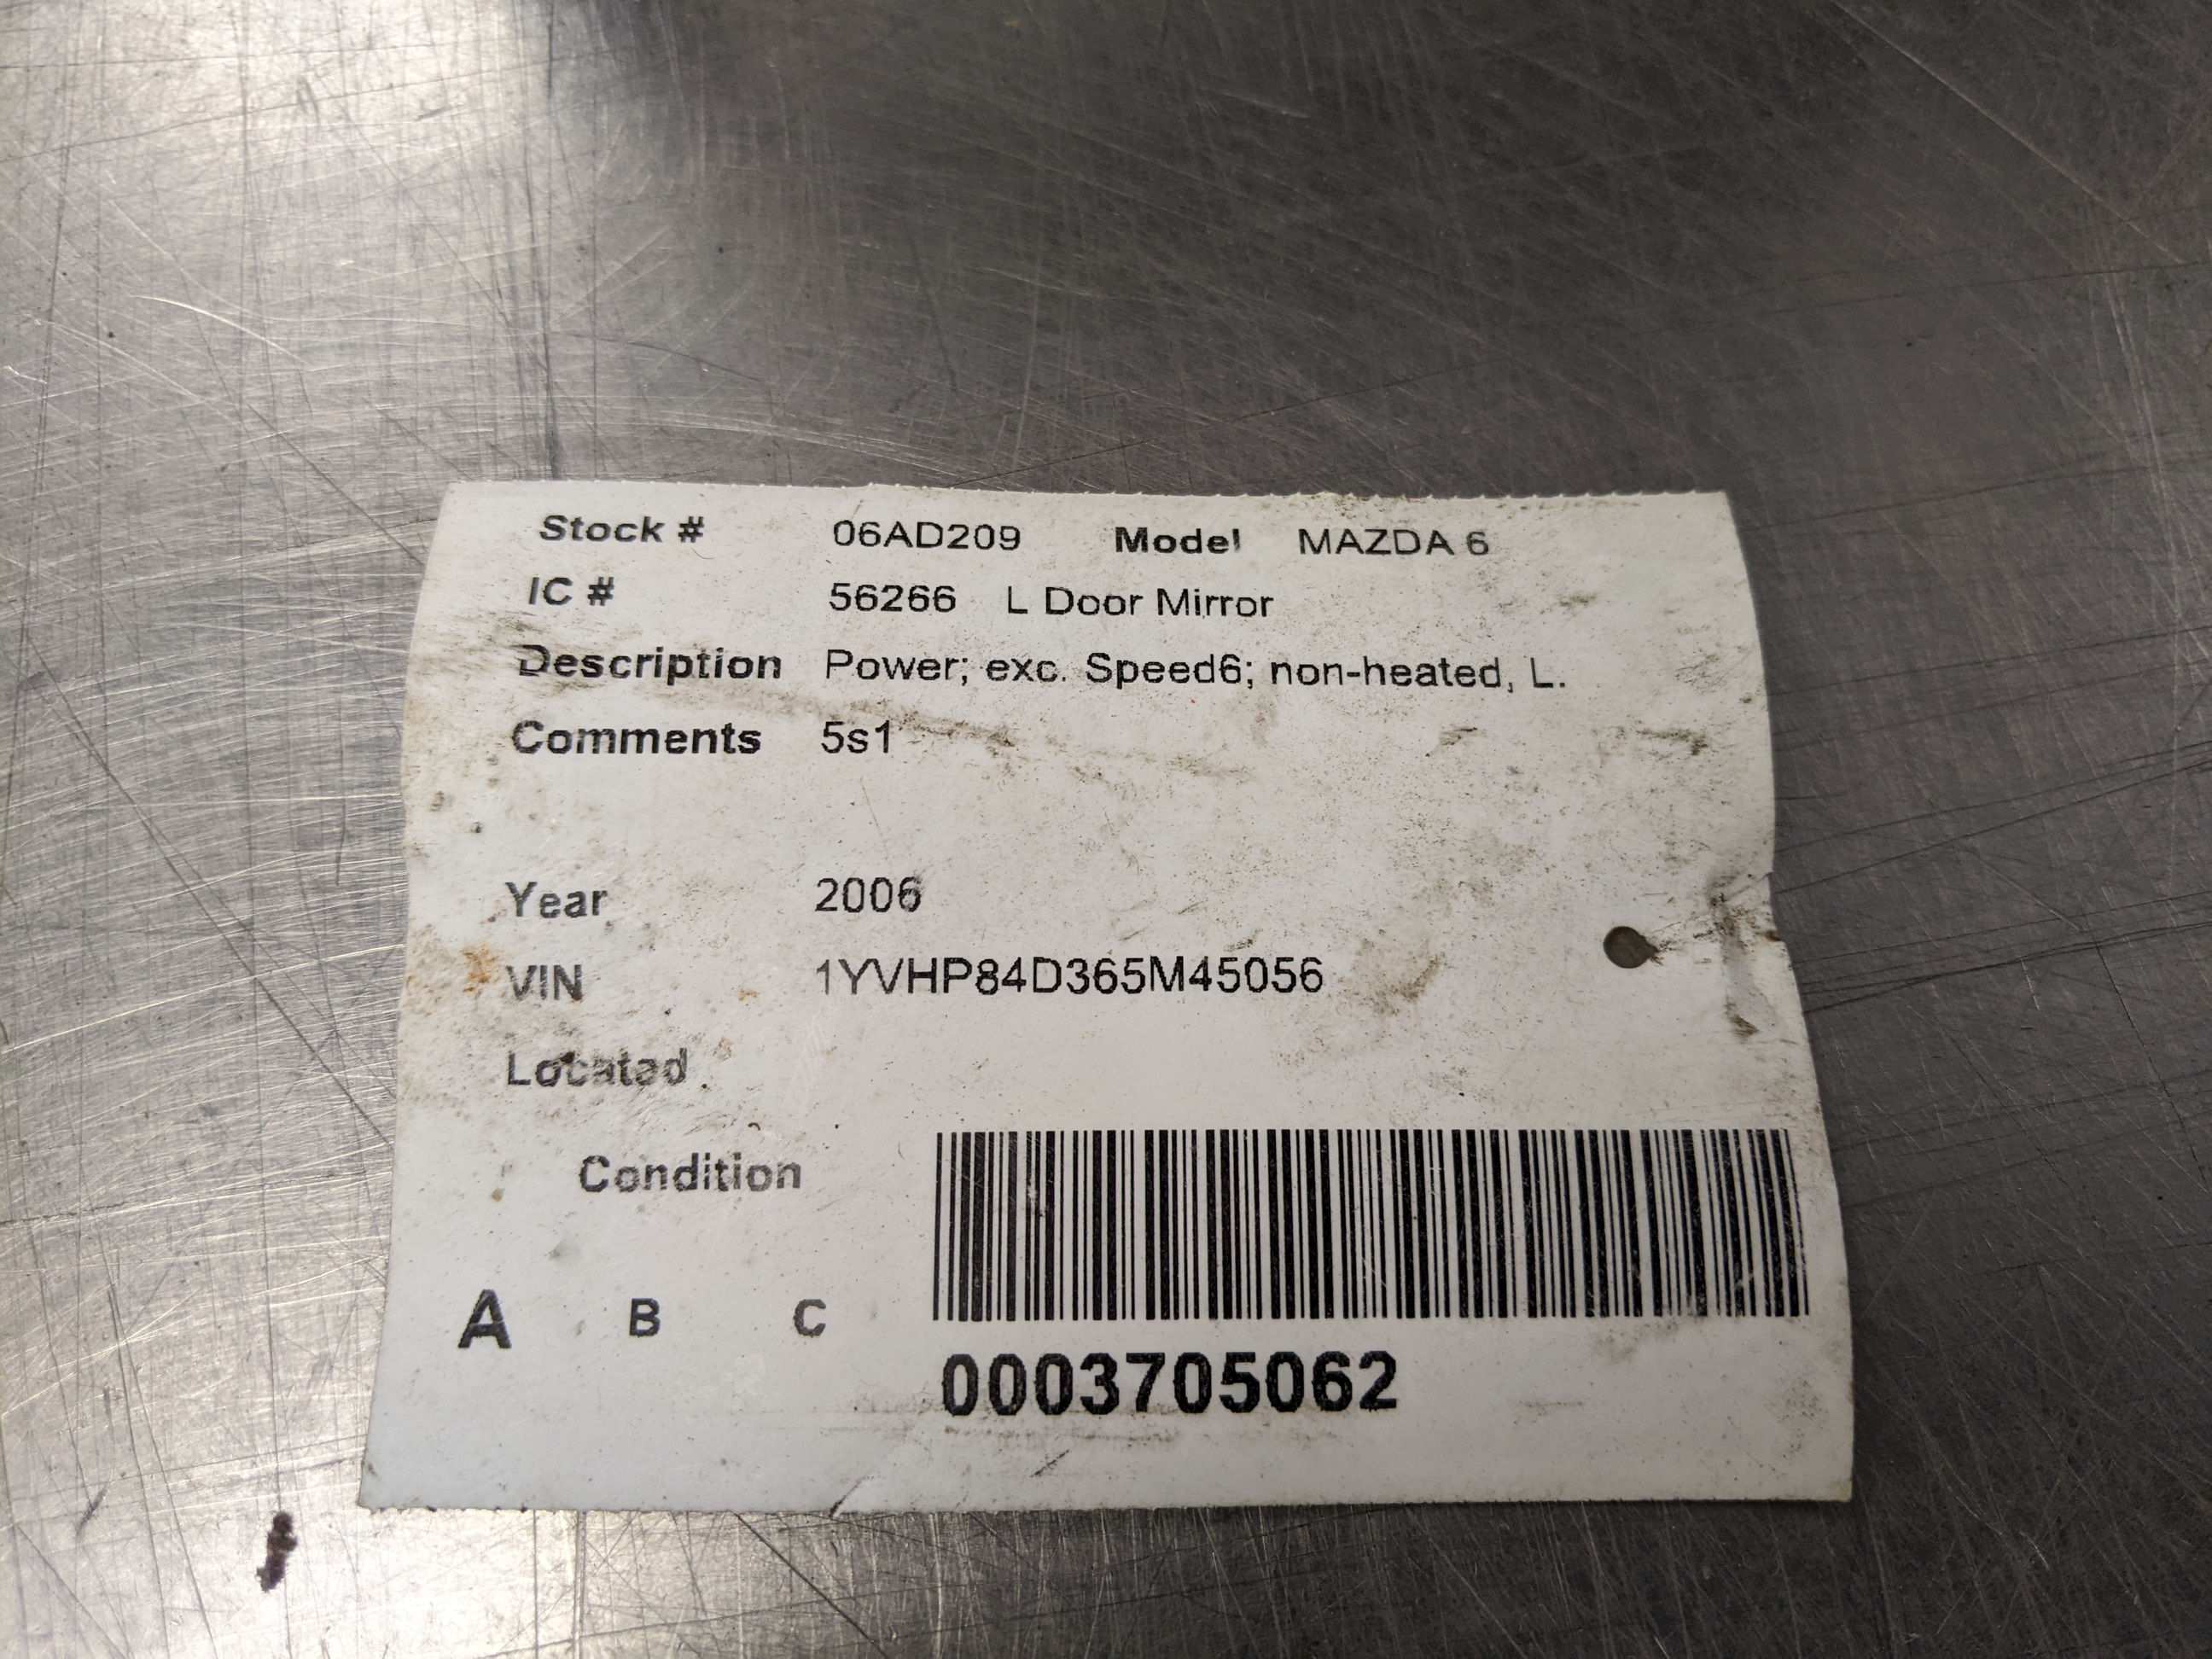 Stock # 06AD209 Model MAZDA 6
IC # 56266 L Door Mirror
Description Power; exc. Speed6; non-heated, L.
Comments 5s1
Year 2006
VIN 1YVHP84D365M45056
Located
Condition
A B C
0003705062